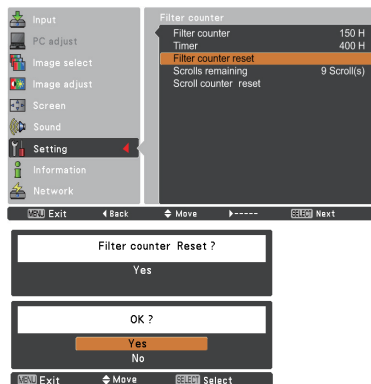 Input
PC adjust
Image select
Image adjust
Screen
Sound
Setting
Information
Network
Filter counter
Filter counter 150 H
Timer 400 H
Filter counter reset
Scrolls remaining 9 Scroll(s)
Scroll counter reset
MENU Exit Back Move ----- SELECT Next
Filter counter Reset ?
Yes
OK ?
Yes
No
MENU Exit Move SELECT Select